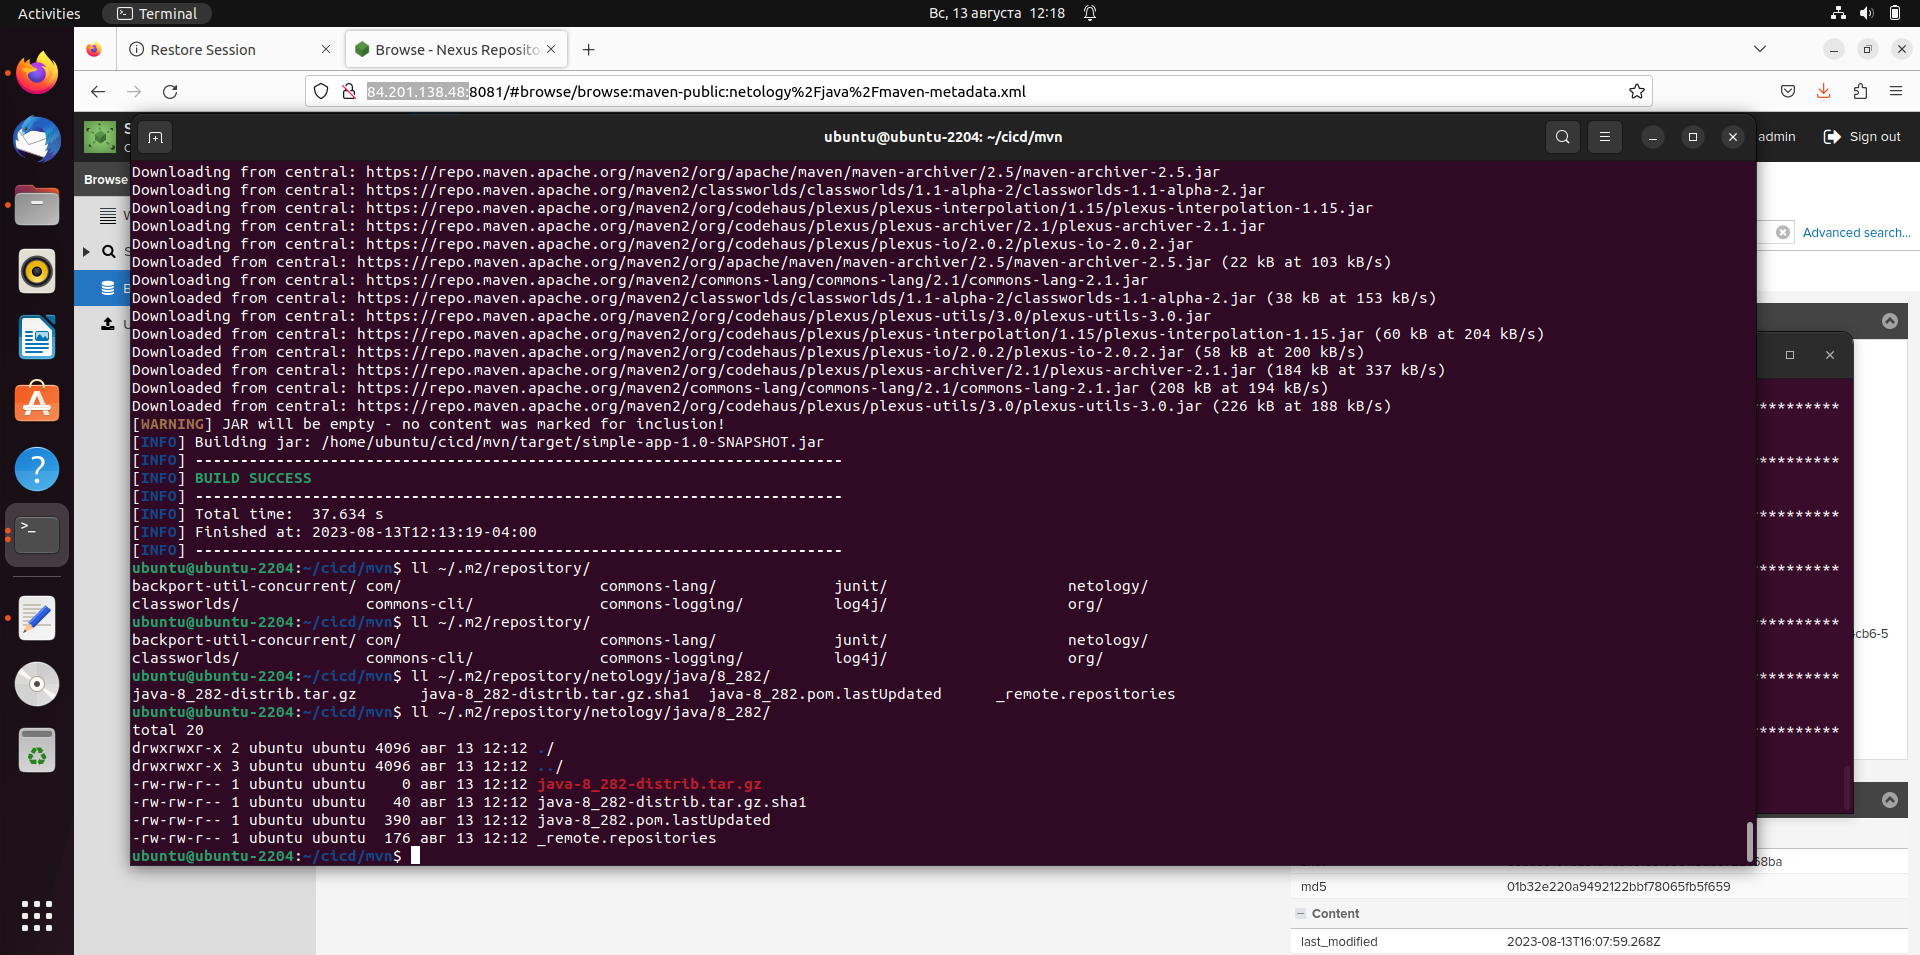 Activities
Terminal
Вс, 13 августа 12:18
Restore Session
Browse - Nexus Reposito
84.201.138.48:8081/#browse/browse:maven-public:netology%2Fjava%2Fmaven-metadata.xml
ubuntu@ubuntu-2204: ~/cicd/mvn
admin
Sign out
Browse
Advanced search...
Downloading from central: https://repo.maven.apache.org/maven2/org/apache/maven/maven-archiver/2.5/maven-archiver-2.5.jar
Downloading from central: https://repo.maven.apache.org/maven2/classworlds/classworlds/1.1-alpha-2/classworlds-1.1-alpha-2.jar
Downloading from central: https://repo.maven.apache.org/maven2/org/codehaus/plexus/plexus-interpolation/1.15/plexus-interpolation-1.15.jar
Downloading from central: https://repo.maven.apache.org/maven2/org/codehaus/plexus/plexus-archiver/2.1/plexus-archiver-2.1.jar
Downloading from central: https://repo.maven.apache.org/maven2/org/codehaus/plexus/plexus-io/2.0.2/plexus-io-2.0.2.jar
Downloaded from central: https://repo.maven.apache.org/maven2/org/apache/maven/maven-archiver/2.5/maven-archiver-2.5.jar (22 kB at 103 kB/s)
Downloading from central: https://repo.maven.apache.org/maven2/commons-lang/commons-lang/2.1/commons-lang-2.1.jar
Downloaded from central: https://repo.maven.apache.org/maven2/classworlds/classworlds/1.1-alpha-2/classworlds-1.1-alpha-2.jar (38 kB at 153 kB/s)
Downloading from central: https://repo.maven.apache.org/maven2/org/codehaus/plexus/plexus-utils/3.0/plexus-utils-3.0.jar
Downloaded from central: https://repo.maven.apache.org/maven2/org/codehaus/plexus/plexus-interpolation/1.15/plexus-interpolation-1.15.jar (60 kB at 204 kB/s)
Downloaded from central: https://repo.maven.apache.org/maven2/org/codehaus/plexus/plexus-io/2.0.2/plexus-io-2.0.2.jar (58 kB at 200 kB/s)
Downloaded from central: https://repo.maven.apache.org/maven2/org/codehaus/plexus/plexus-archiver/2.1/plexus-archiver-2.1.jar (184 kB at 337 kB/s)
Downloaded from central: https://repo.maven.apache.org/maven2/commons-lang/commons-lang/2.1/commons-lang-2.1.jar (208 kB at 194 kB/s)
Downloaded from central: https://repo.maven.apache.org/maven2/org/codehaus/plexus/plexus-utils/3.0/plexus-utils-3.0.jar (226 kB at 188 kB/s)
[WARNING] JAR will be empty - no content was marked for inclusion!
[INFO] Building jar: /home/ubuntu/cicd/mvn/target/simple-app-1.0-SNAPSHOT.jar
[INFO] ------------------------------------------------------------------------
[INFO] BUILD SUCCESS
[INFO] ------------------------------------------------------------------------
[INFO] Total time:  37.634 s
[INFO] Finished at: 2023-08-13T12:13:19-04:00
[INFO] ------------------------------------------------------------------------
ubuntu@ubuntu-2204:~/cicd/mvn$ ll ~/.m2/repository/
backport-util-concurrent/ com/ commons-lang/ junit/ netology/
classworlds/ commons-cli/ commons-logging/ log4j/ org/
ubuntu@ubuntu-2204:~/cicd/mvn$ ll ~/.m2/repository/
backport-util-concurrent/ com/ commons-lang/ junit/ netology/
classworlds/ commons-cli/ commons-logging/ log4j/ org/
ubuntu@ubuntu-2204:~/cicd/mvn$ ll ~/.m2/repository/netology/java/8_282/
java-8_282-distrib.tar.gz java-8_282-distrib.tar.gz.sha1 java-8_282.pom.lastUpdated _remote.repositories
ubuntu@ubuntu-2204:~/cicd/mvn$ ll ~/.m2/repository/netology/java/8_282/
total 20
drwxrwxr-x 2 ubuntu ubuntu 4096 авг 13 12:12 ./
drwxrwxr-x 3 ubuntu ubuntu 4096 авг 13 12:12 ../
-rw-rw-r-- 1 ubuntu ubuntu    0 авг 13 12:12 java-8_282-distrib.tar.gz
-rw-rw-r-- 1 ubuntu ubuntu   40 авг 13 12:12 java-8_282-distrib.tar.gz.sha1
-rw-rw-r-- 1 ubuntu ubuntu  390 авг 13 12:12 java-8_282.pom.lastUpdated
-rw-rw-r-- 1 ubuntu ubuntu  176 авг 13 12:12 _remote.repositories
ubuntu@ubuntu-2204:~/cicd/mvn$
*********
*********
*********
*********
*********
cb6-5
*********
*********
68ba
md5 01b32e220a9492122bbf78065fb5f659
Content
last_modified 2023-08-13T16:07:59.268Z